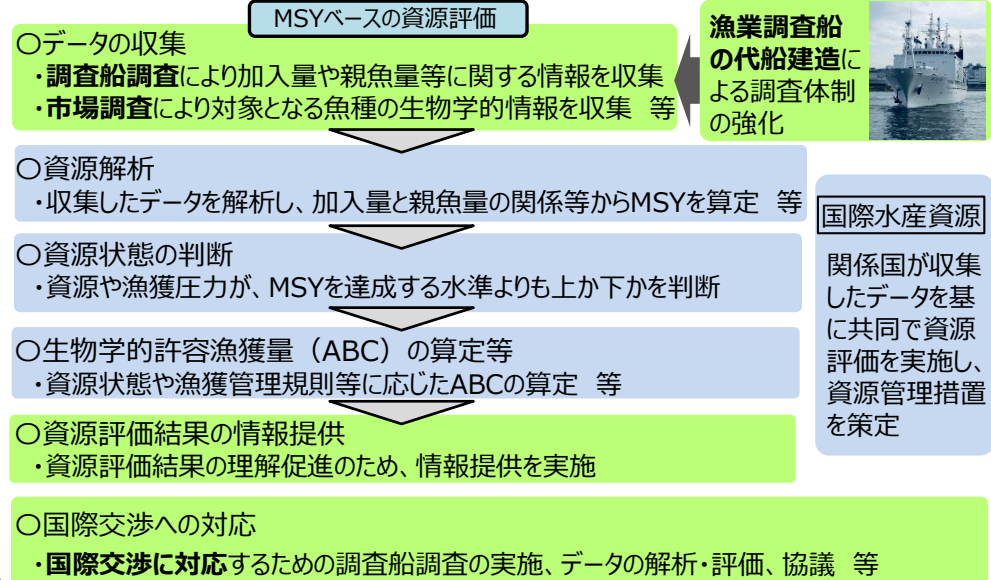 MSYベースの資源評価
〇データの収集
・調査船調査により加入量や親魚量等に関する情報を収集
・市場調査により対象となる魚種の生物学的情報を収集　等
漁業調査船
の代船建造に
よる調査体制
の強化
〇資源解析
・収集したデータを解析し、加入量と親魚量の関係等からMSYを算定　等
〇資源状態の判断
・資源や漁獲圧力が、MSYを達成する水準よりも上か下かを判断
〇生物学的許容漁獲量（ABC）の算定等
・資源状態や漁獲管理規則等に応じたABCの算定　等
国際水産資源
関係国が収集
したデータを基
に共同で資源
評価を実施し、
資源管理措置
を策定
〇資源評価結果の情報提供
・資源評価結果の理解促進のため、情報提供を実施
〇国際交渉への対応
・国際交渉に対応するための調査船調査の実施、データの解析・評価、協議　等